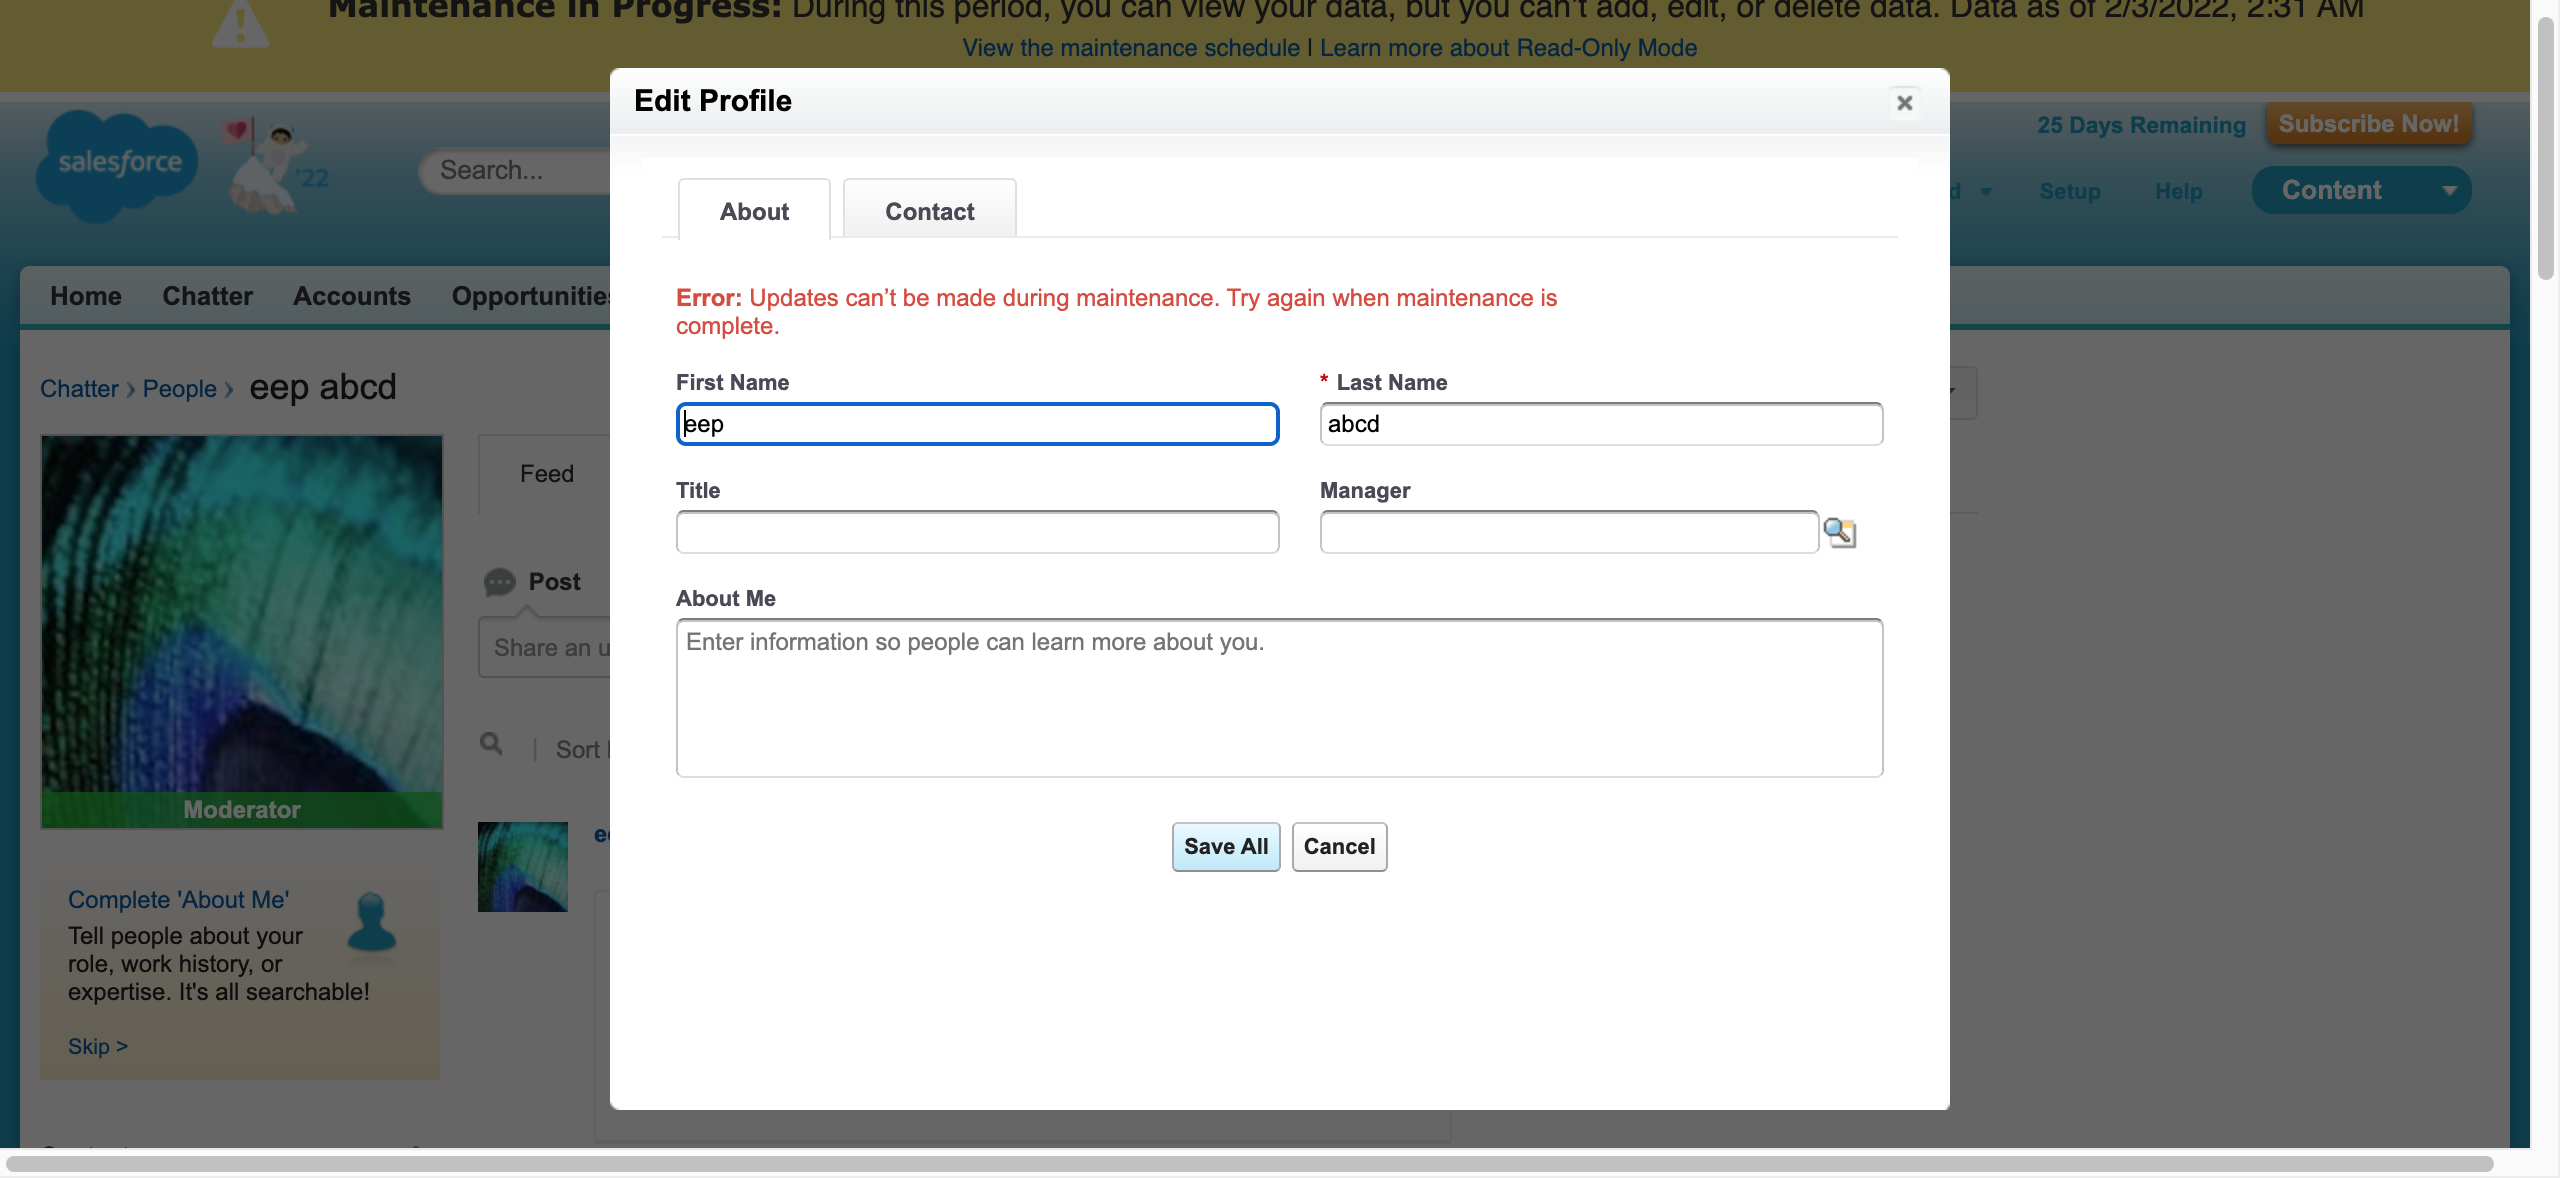 Maintenance in Progress: During this period, you can view your data, but you can't add, edit, or delete data. Data as of 2/3/2022, 2:31 AM
View the maintenance schedule | Learn more about Read-Only Mode
Edit Profile
salesforce
'22
Search...
25 Days Remaining
Subscribe Now!
Setup
Help
Content
About
Contact
Home
Chatter
Accounts
Opportunities
Error: Updates can’t be made during maintenance. Try again when maintenance is
complete.
Chatter › People › eep abcd
First Name
* Last Name
eep
abcd
Feed
Title
Manager
Post
About Me
Share an u
Enter information so people can learn more about you.
| Sort
Moderator
Save All
Cancel
Complete 'About Me'
Tell people about your
role, work history, or
expertise. It's all searchable!
Skip >